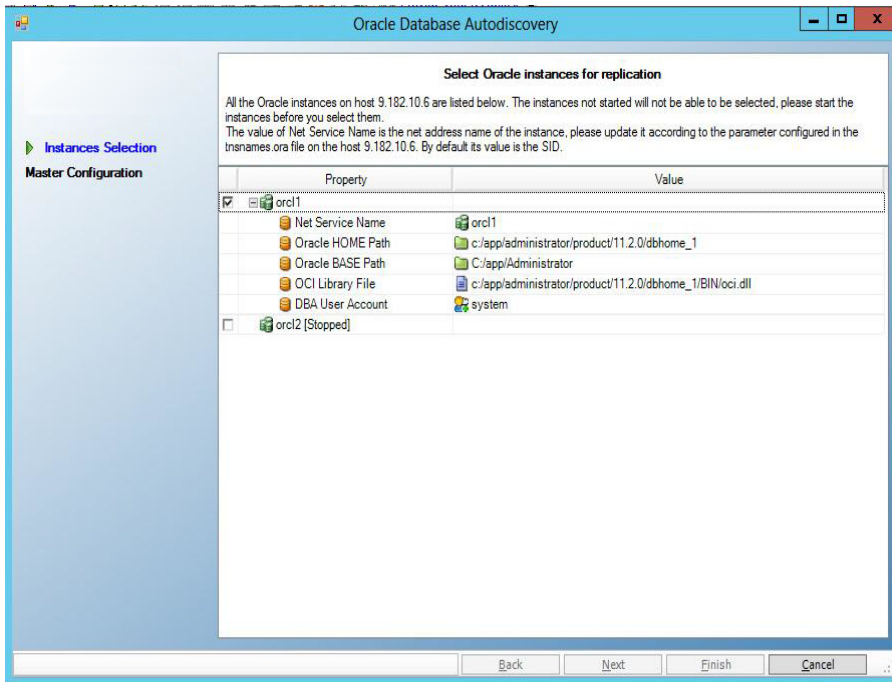 Oracle Database Autodiscovery
Select Oracle instances for replication
All the Oracle instances on host 9.182.10.6 are listed below. The instances not started will not be able to be selected, please start the
instances before you select them.
The value of Net Service Name is the net address name of the instance, please update it according to the parameter configured in the
tnsnames.ora file on the host 9.182.10.6. By default its value is the SID.
Instances Selection
Master Configuration
Property Value
orcl1
Net Service Name orcl1
Oracle HOME Path c:/app/administrator/product/11.2.0/dbhome_1
Oracle BASE Path C:/app/Administrator
OCI Library File c:/app/administrator/product/11.2.0/dbhome_1/BIN/oci.dll
DBA User Account system
orcl2 [Stopped]
Back Next Finish Cancel